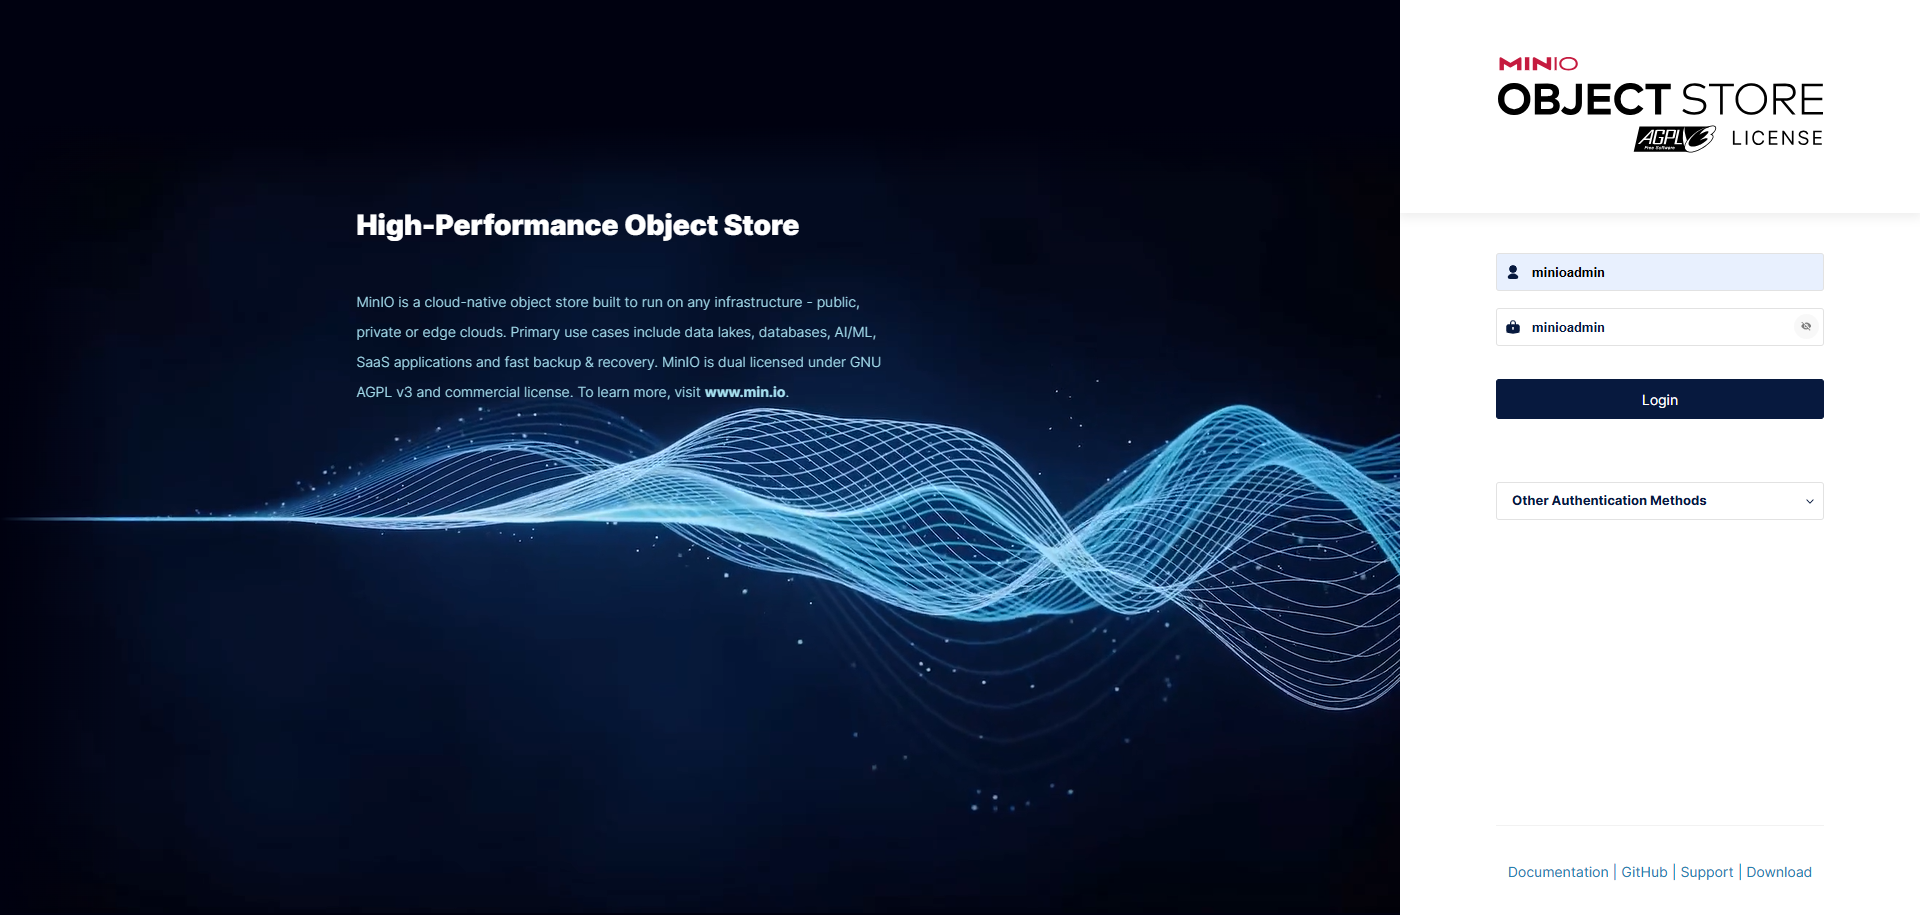 High-Performance Object Store
MinIO is a cloud-native object store built to run on any infrastructure - public,
private or edge clouds. Primary use cases include data lakes, databases, AI/ML,
SaaS applications and fast backup & recovery. MinIO is dual licensed under GNU
AGPL v3 and commercial license. To learn more, visit www.min.io.
MINIO
OBJECT STORE
AGPLv3 LICENSE
Free Software
minioadmin
minioadmin
Login
Other Authentication Methods
Documentation | GitHub | Support | Download